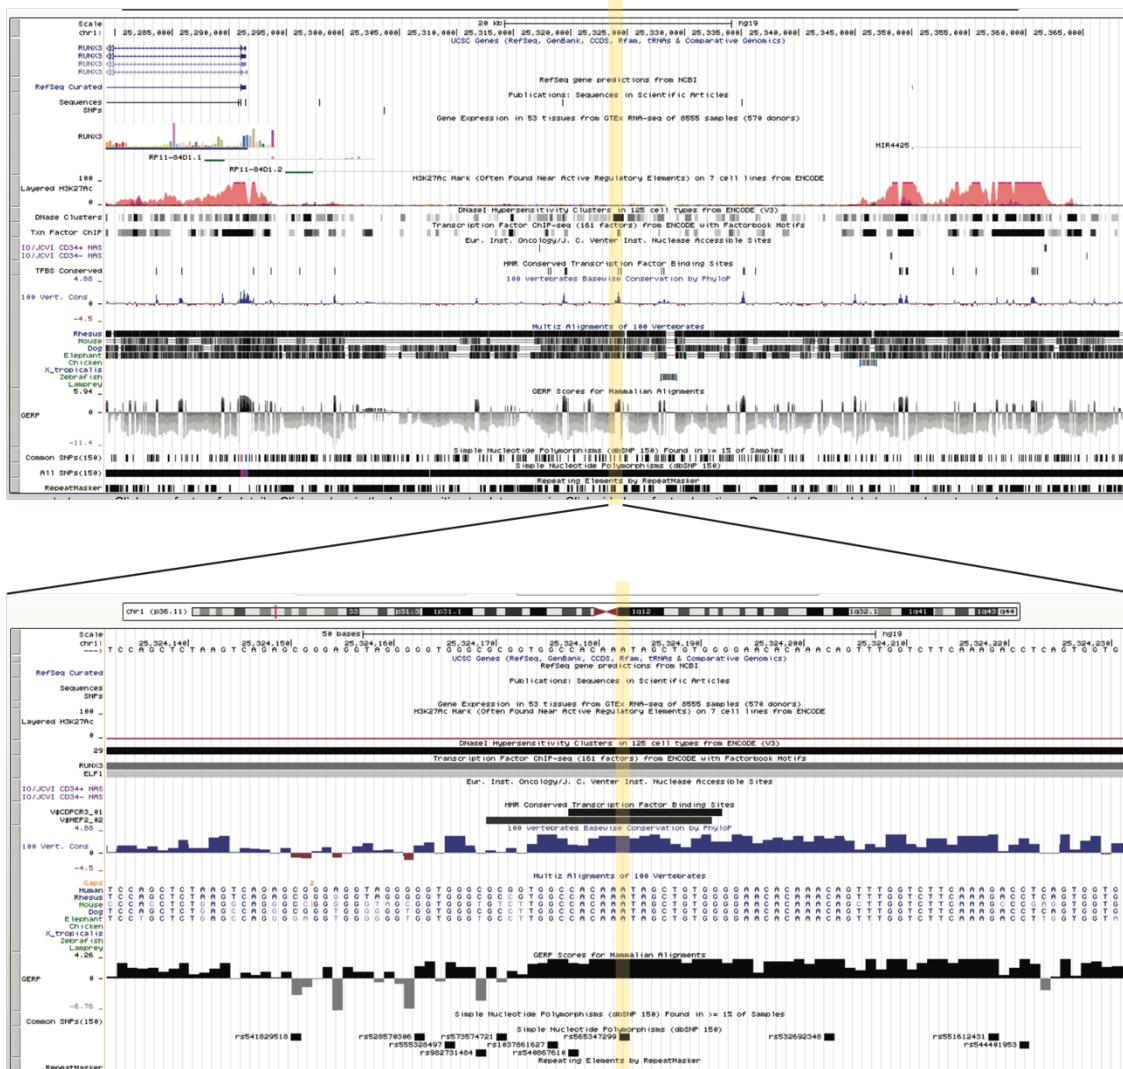 Scale 20 kb hg19
chr1: 25,285,000 25,290,000 25,295,000 25,300,000 25,305,000 25,310,000 25,315,000 25,320,000 25,325,000 25,330,000 25,335,000 25,340,000 25,345,000 25,350,000 25,355,000 25,360,000 25,365,000
UCSC Genes (RefSeq, GenBank, CCDS, Rfam, tRNAs & Comparative Genomics)
RUNX3
RUNX3
RUNX3
RUNX3
RefSeq gene predictions from NCBI
RefSeq Curated
Publications: Sequences in Scientific Articles
Sequences
SNPs
Gene Expression in 53 tissues from GTEx RNA-seq of 8555 samples (570 donors)
RUNX3
MIR4425
RP11-84D1.1
RP11-84D1.2
H3K27Ac Mark (Often Found Near Active Regulatory Elements) on 7 cell lines from ENCODE
100
Layered H3K27Ac
0
DNaseI Hypersensitivity Clusters in 125 cell types from ENCODE (V3)
DNase Clusters
Transcription Factor ChIP-seq (161 factors) from ENCODE with Factorbook Motifs
Txn Factor ChIP
Eur. Inst. Oncology/J. C. Venter Inst. Nuclease Accessible Sites
IO/JCVI CD34+ NAS
IO/JCVI CD34- NAS
HMR Conserved Transcription Factor Binding Sites
TFBS Conserved
100 vertebrates Basewise Conservation by PhyloP
4.88
100 Vert. Cons
0
-4.5
Multiz Alignments of 100 Vertebrates
Rhesus
Mouse
Dog
Elephant
Chicken
X_tropicalis
Zebrafish
Lamprey
GERP Scores for Mammalian Alignments
5.94
0
GERP
-11.4
Simple Nucleotide Polymorphisms (dbSNP 150) Found in >= 1% of Samples
Common SNPs(150)
Simple Nucleotide Polymorphisms (dbSNP 150)
All SNPs(150)
Repeating Elements by RepeatMasker
RepeatMasker
chr1 (p36.11) 33 p31.3 1p31.1 1q12 1q32.1 1q41 1q43 q44
Scale 50 bases hg19
chr1: 25,324,140 25,324,150 25,324,160 25,324,170 25,324,180 25,324,190 25,324,200 25,324,210 25,324,220 25,324,230
--->
UCSC Genes (RefSeq, GenBank, CCDS, Rfam, tRNAs & Comparative Genomics)
RefSeq gene predictions from NCBI
RefSeq Curated
Publications: Sequences in Scientific Articles
Sequences
SNPs
Gene Expression in 53 tissues from GTEx RNA-seq of 8555 samples (570 donors)
H3K27Ac Mark (Often Found Near Active Regulatory Elements) on 7 cell lines from ENCODE
100
Layered H3K27Ac
0
DNaseI Hypersensitivity Clusters in 125 cell types from ENCODE (V3)
29
Transcription Factor ChIP-seq (161 factors) from ENCODE with Factorbook Motifs
RUNX3
ELF1
Eur. Inst. Oncology/J. C. Venter Inst. Nuclease Accessible Sites
IO/JCVI CD34+ NAS
IO/JCVI CD34- NAS
HMR Conserved Transcription Factor Binding Sites
V$CDPCR3_01
V$MEF2_02
100 vertebrates Basewise Conservation by PhyloP
4.88
100 Vert. Cons
0
-4.5
Multiz Alignments of 100 Vertebrates
Gaps 2
Human
Rhesus
Mouse
Dog
Elephant
Chicken
X_tropicalis
Zebrafish
Lamprey
GERP Scores for Mammalian Alignments
4.26
GERP 0
-6.76
Simple Nucleotide Polymorphisms (dbSNP 150) Found in >= 1% of Samples
Common SNPs(150)
Simple Nucleotide Polymorphisms (dbSNP 150)
rs541829518 rs528570306 rs573574721 rs565347299 rs532692348 rs551612431
rs555328497 rs1037861627 rs544401953
rs982731484 rs540867610
Repeating Elements by RepeatMasker
RepeatMasker